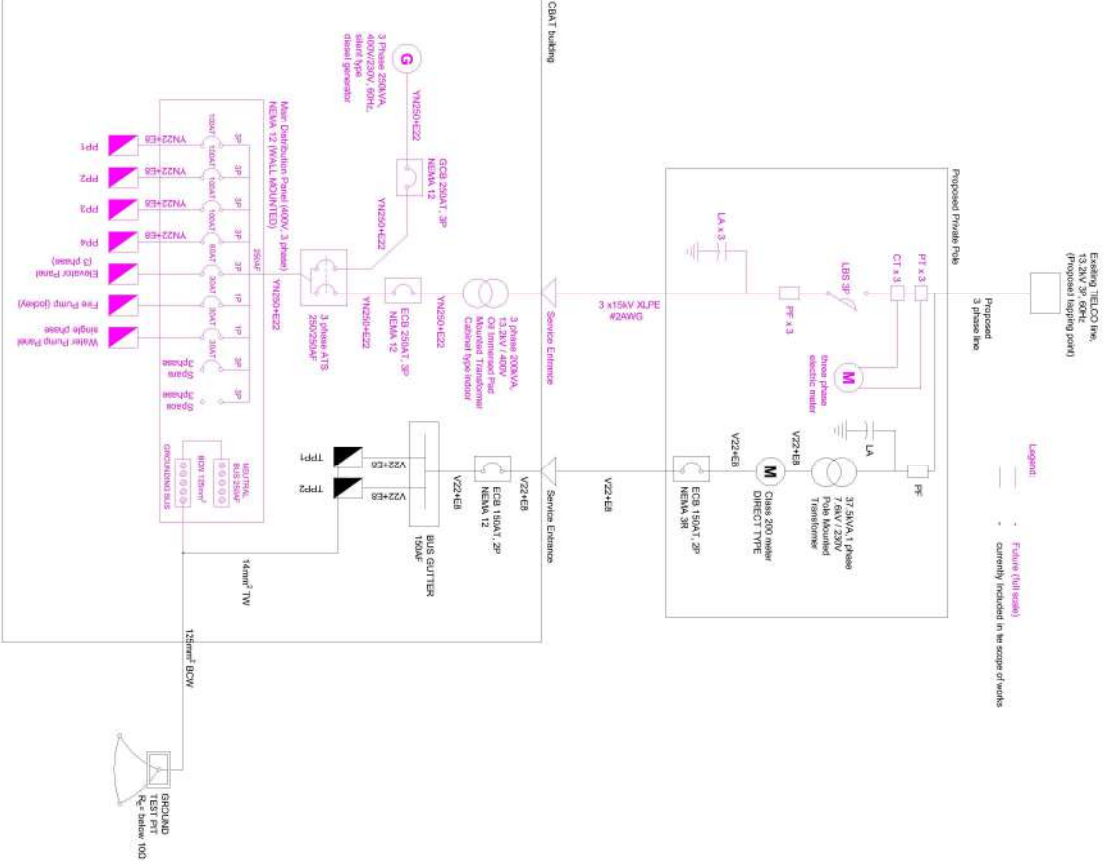 Existing TIELCO line,
13.2kV 3P, 60Hz
(Proposed tapping point)
Proposed
3 phase line
Legend:
- Future (full scale)
- currently included in te scope of works
Proposed Private Pole
PT x 3
CT x 3
LBS 3P
PF x 3
LA x 3
M
three phase
electric meter
PF
LA
37.5kVA,1 phase
7.6kV / 230V
Pole Mounted
Transformer
V22+E8
M
Class 200 meter
DIRECT TYPE
V22+E8
ECB 150AT, 2P
NEMA 3R
3 x15kV XLPE
#2AWG
V22+E8
CBAT building
Service Entrance
Service Entrance
3 phase 200kVA,
13.2kV / 400V
Oil Immersed Pad
Mounted Transformer
Cabinet type indoor
YN250+E22
ECB 250AT, 3P
NEMA 12
YN250+E22
G
3 Phase 250kVA,
400V/230V, 60Hz,
silent type
diesel generator
YN250+E22
GCB 250AT, 3P
NEMA 12
YN250+E22
3 phase ATS
250/250AF
YN250+E22
V22+E8
ECB 150AT, 2P
NEMA 12
V22+E8
BUS GUTTER
150AF
V22+E8
V22+E8
TPP1
TPP2
Main Distribution Panel (400V, 3 phase)
NEMA 12 (WALL MOUNTED)
250AF
3P
100AT
YN22+E8
PP1
3P
100AT
YN22+E8
PP2
3P
100AT
YN22+E8
PP3
3P
100AT
YN22+E8
PP4
3P
Elevator Panel
(3 phase)
1P
30AT
Fire Pump (jockey)
1P
30AT
Water Pump Panel
single phase
3P
30AT
Spare
3phase
3P
Space
3phase
NEUTRAL
BUS 250AF
GROUNDING BUS
14mm² TW
125mm² BCW
GROUND
TEST PIT
below 10Ω